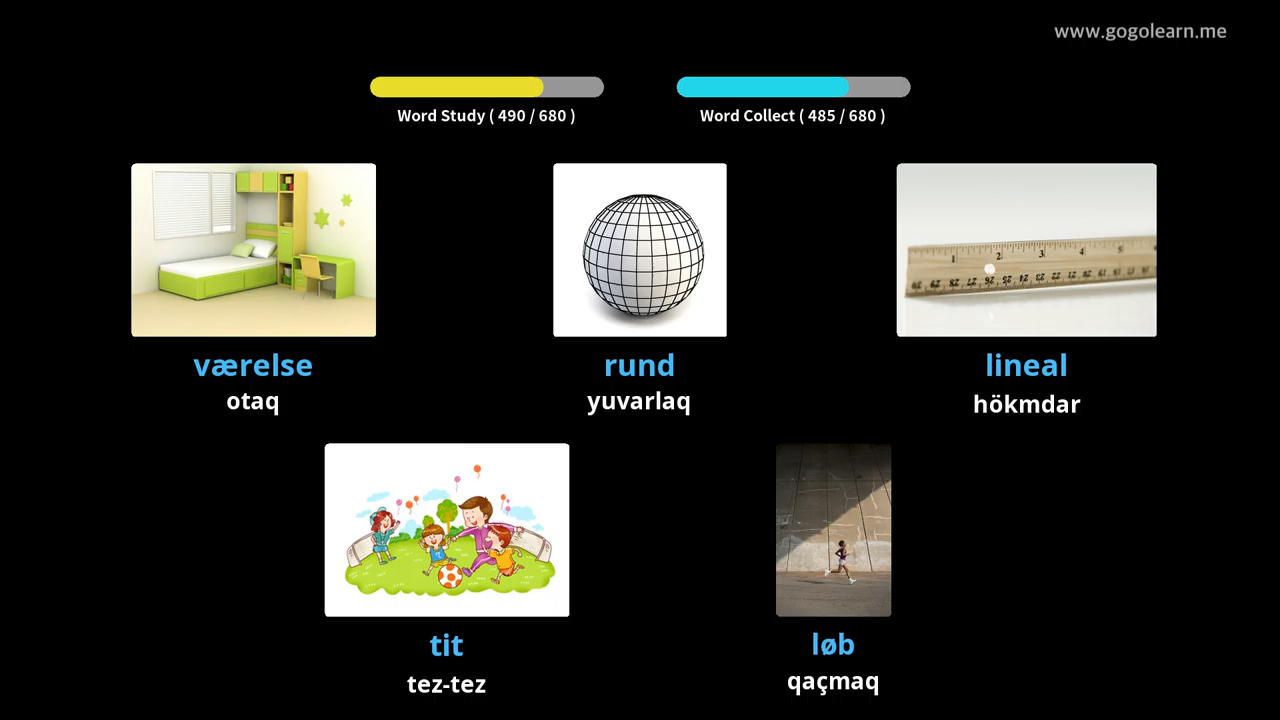 www.gogolearn.me
Word Study ( 490 / 680 )
Word Collect ( 485 / 680 )
værelse
otaq
rund
yuvarlaq
lineal
hökmdar
tit
tez-tez
løb
qaçmaq